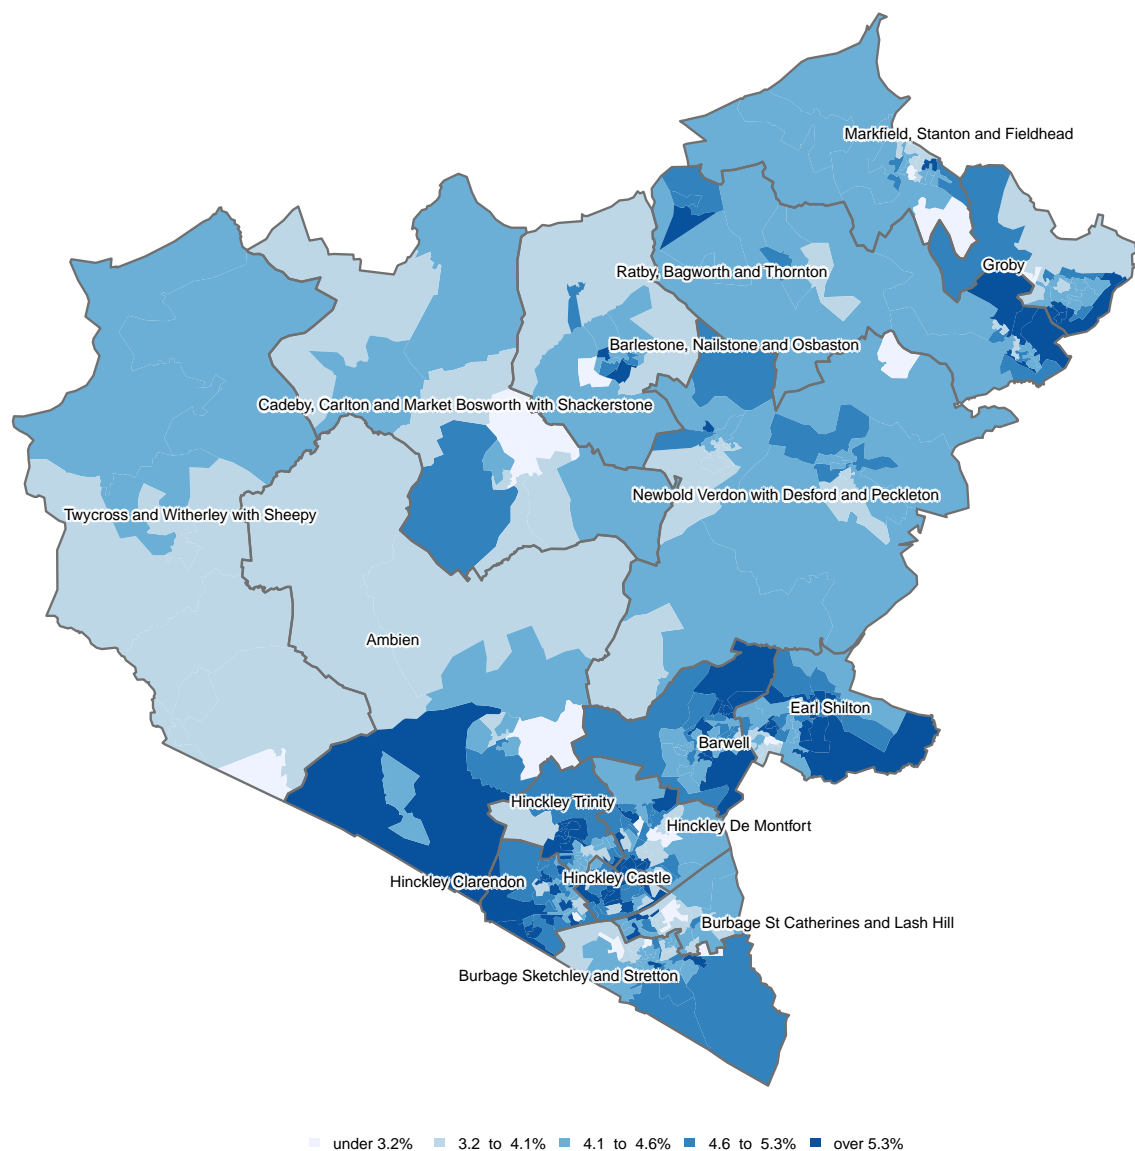 Markfield, Stanton and Fieldhead
Groby
Ratby, Bagworth and Thornton
Barlestone, Nailstone and Osbaston
Cadeby, Carlton and Market Bosworth with Shackerstone
Newbold Verdon with Desford and Peckleton
Twycross and Witherley with Sheepy
Ambien
Earl Shilton
Barwell
Hinckley Trinity
Hinckley De Montfort
Hinckley Castle
Hinckley Clarendon
Burbage St Catherines and Lash Hill
Burbage Sketchley and Stretton
under 3.2% 3.2 to 4.1% 4.1 to 4.6% 4.6 to 5.3% over 5.3%